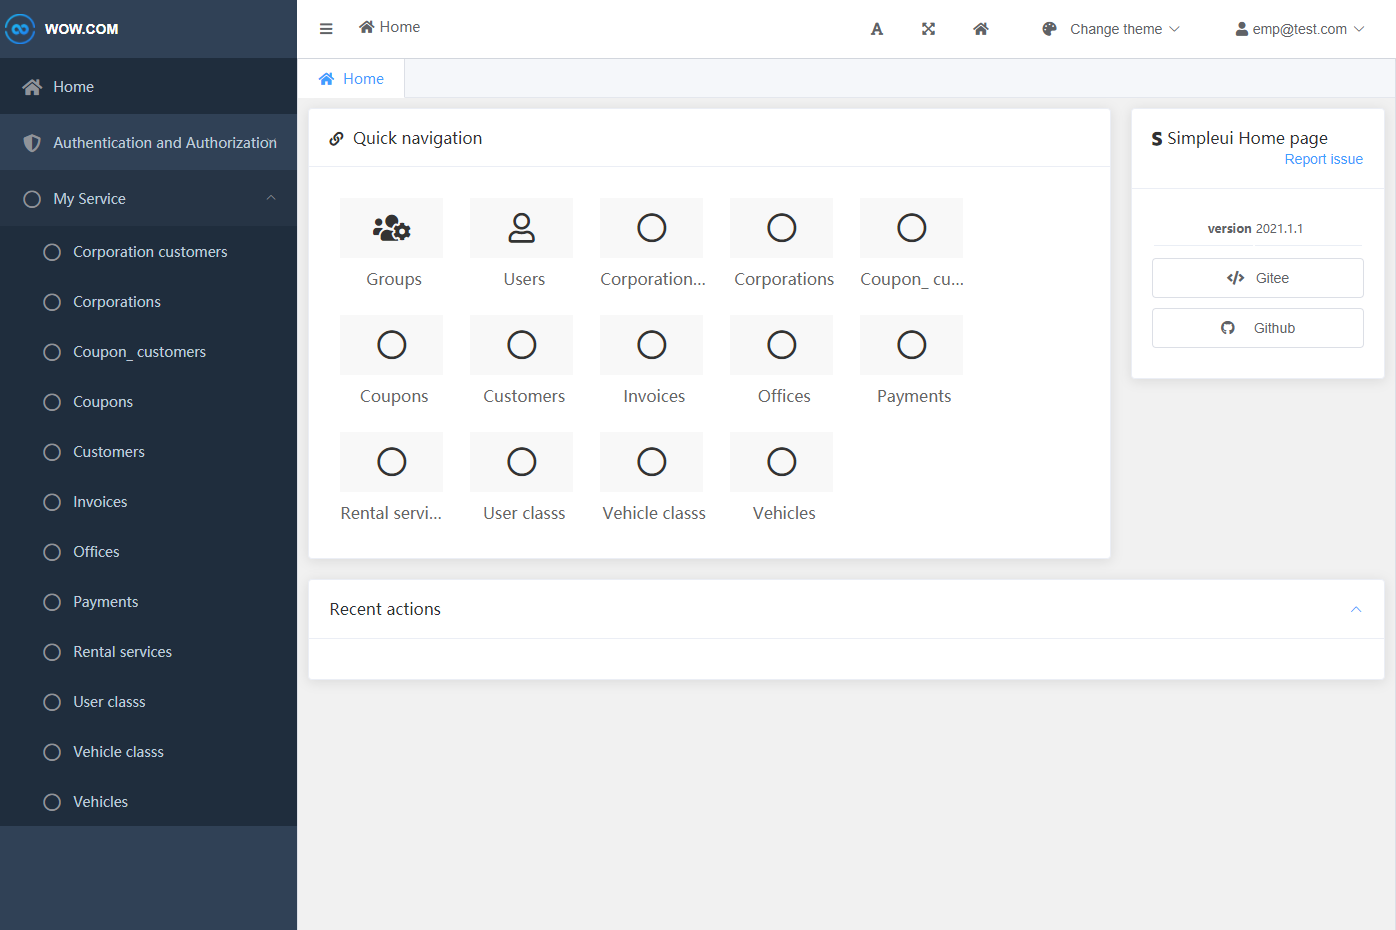 WOW.COM
Home
Authentication and Authorization
My Service
Corporation customers
Corporations
Coupon_ customers
Coupons
Customers
Invoices
Offices
Payments
Rental services
User classs
Vehicle classs
Vehicles
Home
A
Change theme
emp@test.com
Home
Quick navigation
Groups
Users
Corporation...
Corporations
Coupon_ cu...
Coupons
Customers
Invoices
Offices
Payments
Rental servi...
User classs
Vehicle classs
Vehicles
Recent actions
S Simpleui Home page
Report issue
version 2021.1.1
Gitee
Github